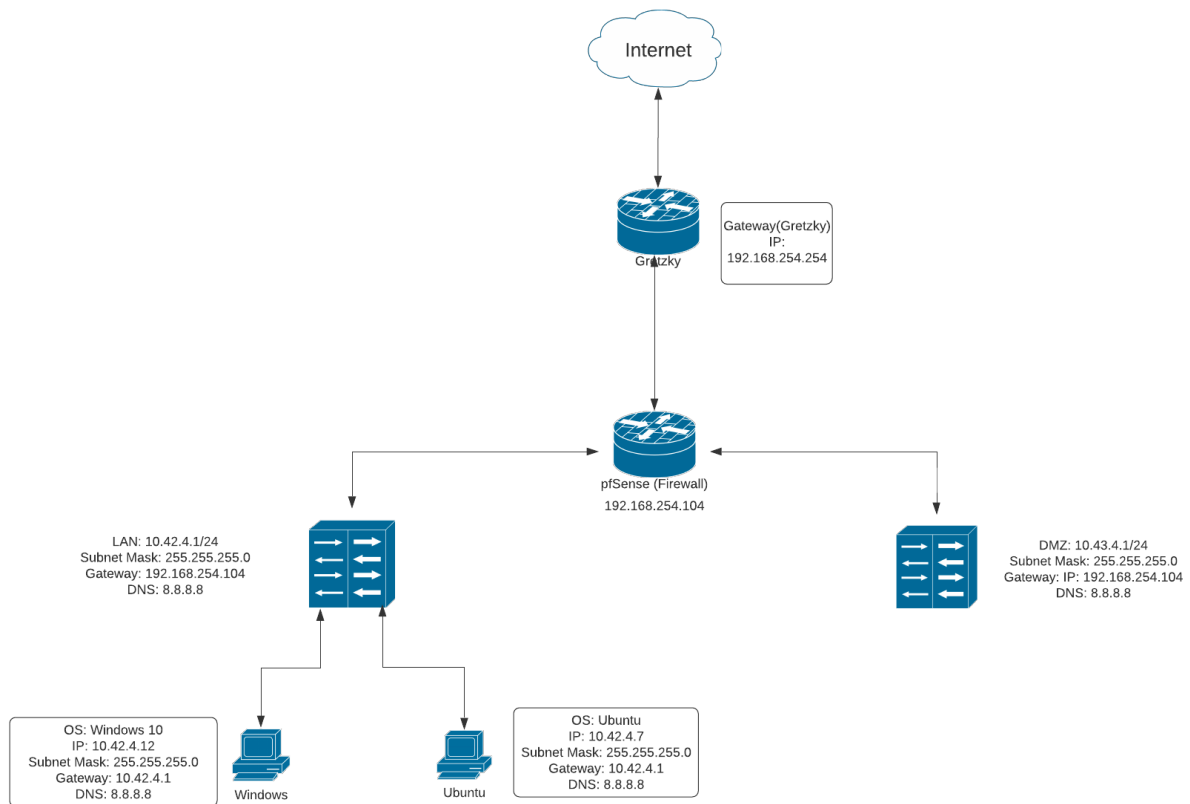 Internet
Gretzky
Gateway(Gretzky)
IP:
192.168.254.254
pfSense (Firewall)
192.168.254.104
LAN: 10.42.4.1/24
Subnet Mask: 255.255.255.0
Gateway: 192.168.254.104
DNS: 8.8.8.8
DMZ: 10.43.4.1/24
Subnet Mask: 255.255.255.0
Gateway: IP: 192.168.254.104
DNS: 8.8.8.8
OS: Windows 10
IP: 10.42.4.12
Subnet Mask: 255.255.255.0
Gateway: 10.42.4.1
DNS: 8.8.8.8
Windows
OS: Ubuntu
IP: 10.42.4.7
Subnet Mask: 255.255.255.0
Gateway: 10.42.4.1
DNS: 8.8.8.8
Ubuntu